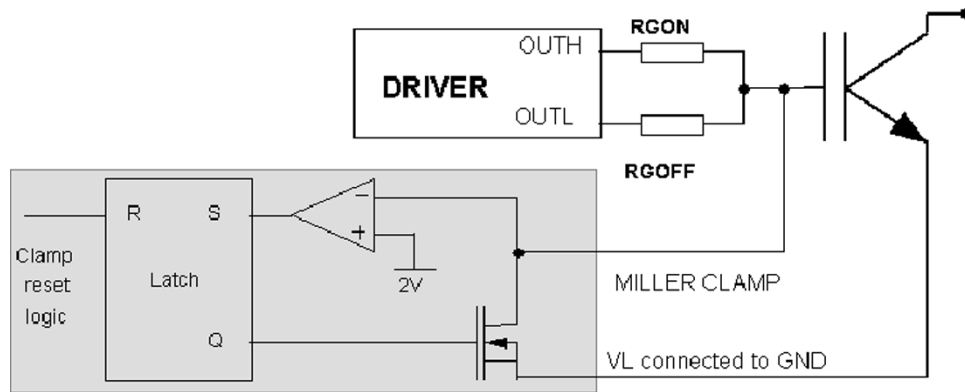 RGON
OUTH
DRIVER
OUTL
RGOFF
R
S
–
+
Clamp
reset
logic
Latch
2V
MILLER CLAMP
Q
VL connected to GND